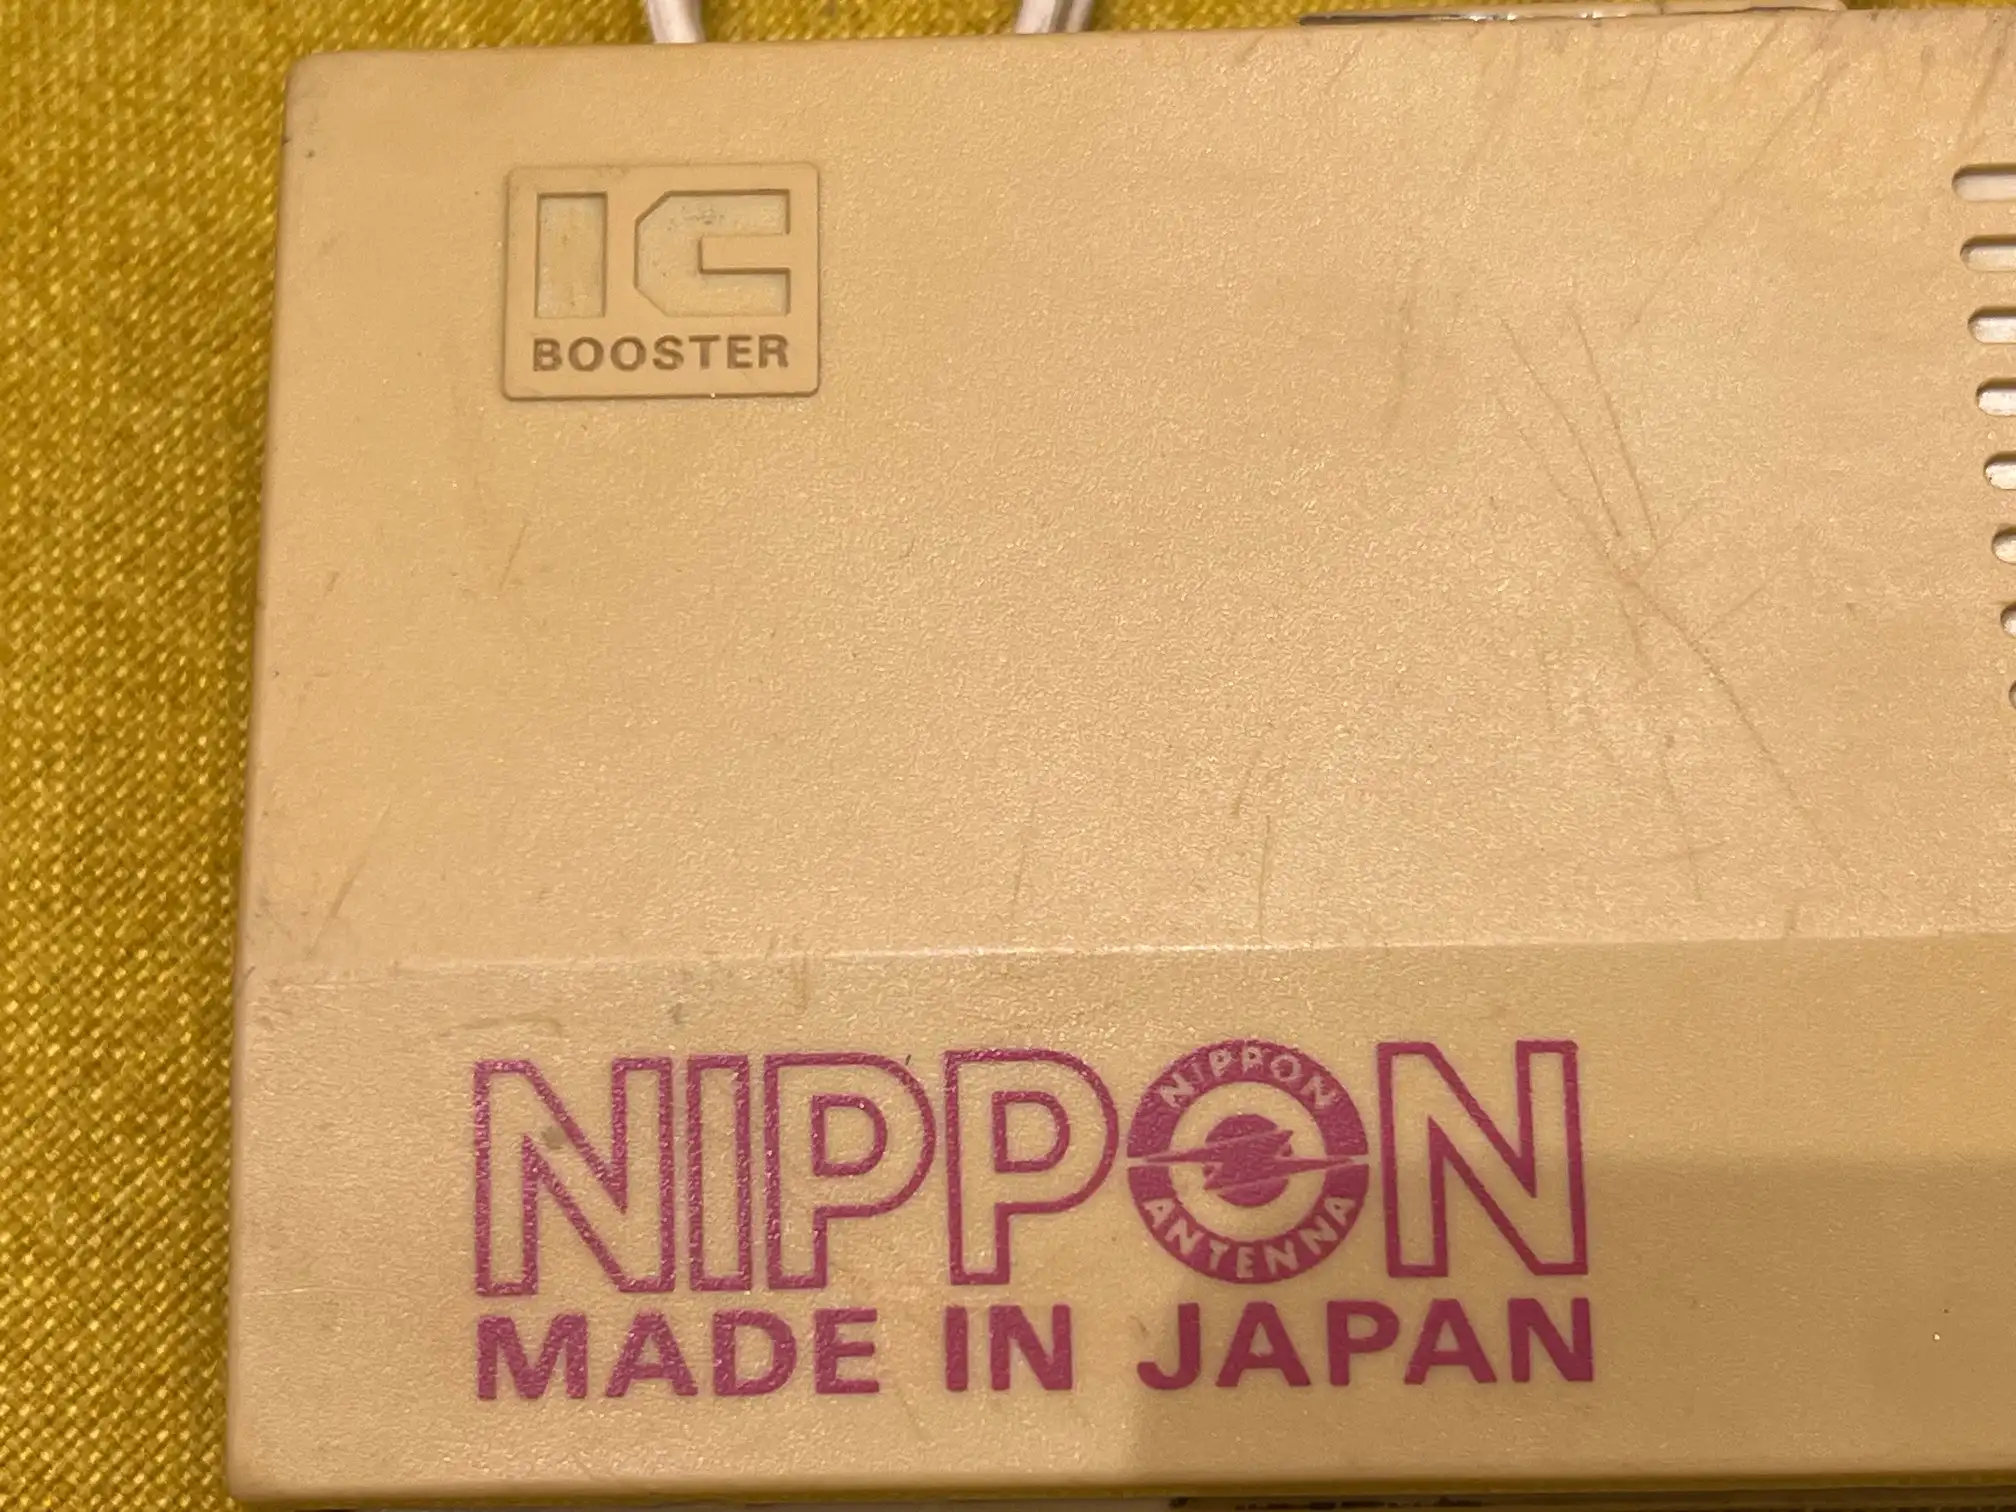 IC
BOOSTER
NIPPON
NIPPON
ANTENNA
MADE IN JAPAN